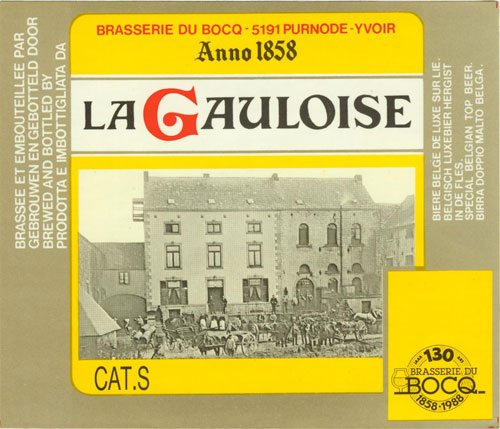 BRASSERIE DU BOCQ - 5191 PURNODE - YVOIR
Anno 1858
LA GAULOISE
BRASSEE ET EMBOUTEILLEE PAR
GEBROUWEN EN GEBOTTELD DOOR
BREWED AND BOTTLED BY
PRODOTTA E IMBOTTIGLIATA DA
BIERE BELGE DE LUXE SUR LIE.
BELGISCH LUXEBIER HERGIST
IN DE FLES.
SPECIAL BELGIAN TOP BEER.
BIRRA DOPPIO MALTO BELGA.
CAT.S
JAAR 130 ANS
BRASSERIE DU
BOCQ
1858-1988